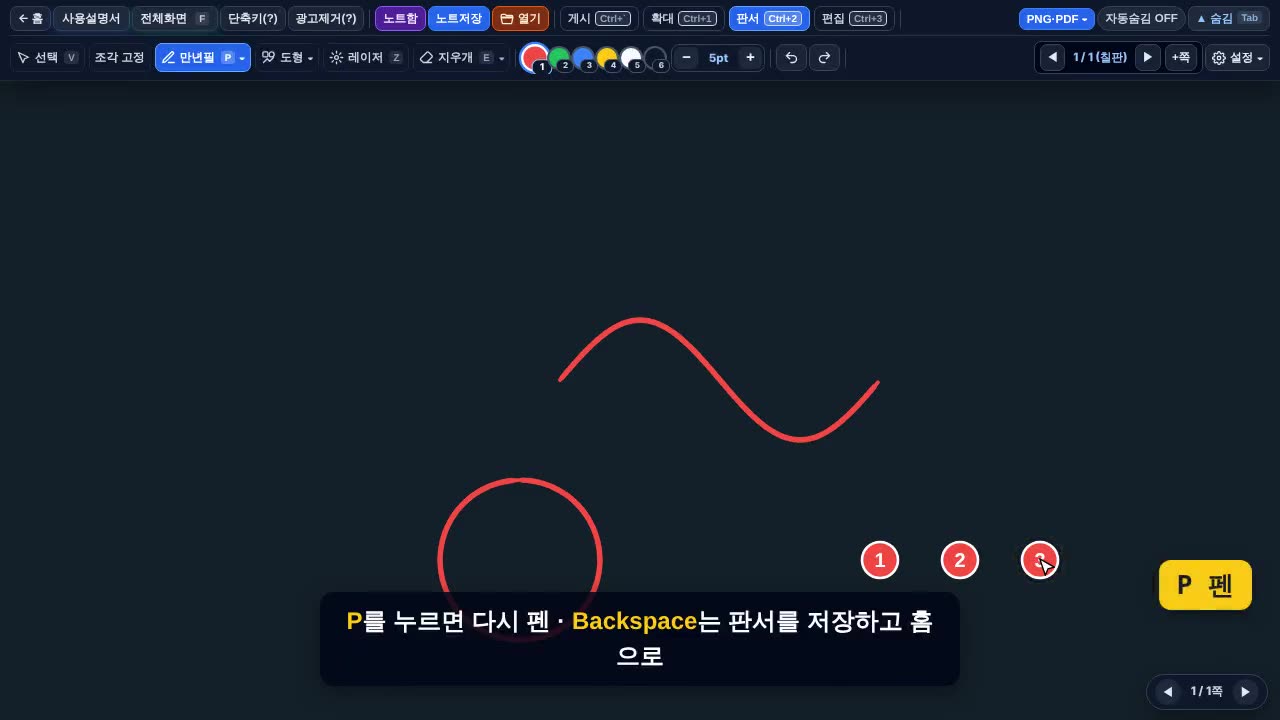 ← 홈 사용설명서 전체화면 F 단축키(?) 광고제거(?) 노트함 노트저장 열기 게시 Ctrl+` 확대 Ctrl+1 판서 Ctrl+2 편집 Ctrl+3 PNG·PDF 자동숨김 OFF ▲ 숨김 Tab
선택 V 조각 고정 만년필 P 도형 레이저 Z 지우개 E 1 2 3 4 5 6 − 5pt + ◀ 1 / 1 (칠판) ▶ +쪽 설정
1 2 3
P 펜
P를 누르면 다시 펜 · Backspace는 판서를 저장하고 홈
으로
◀ 1 / 1쪽 ▶